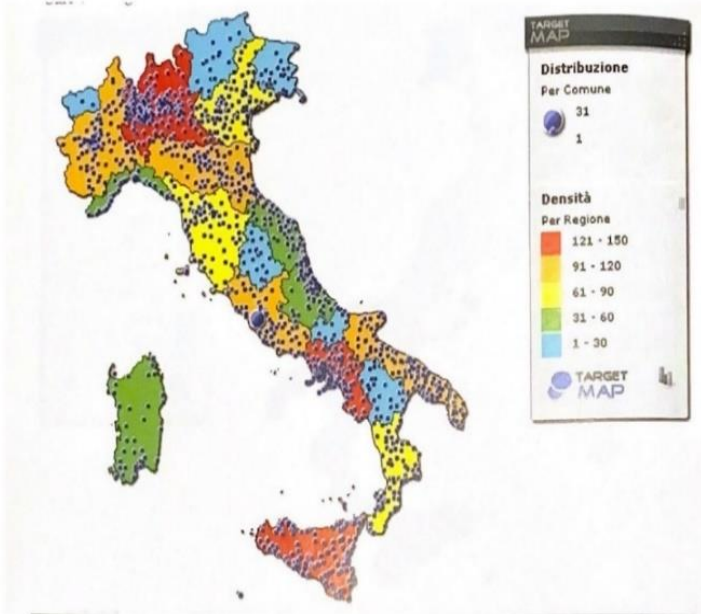 TARGET
MAP
Distribuzione
Per Comune
31
1
Densità
Per Regione
121 - 150
91 - 120
61 - 90
31 - 60
1 - 30
TARGET
MAP